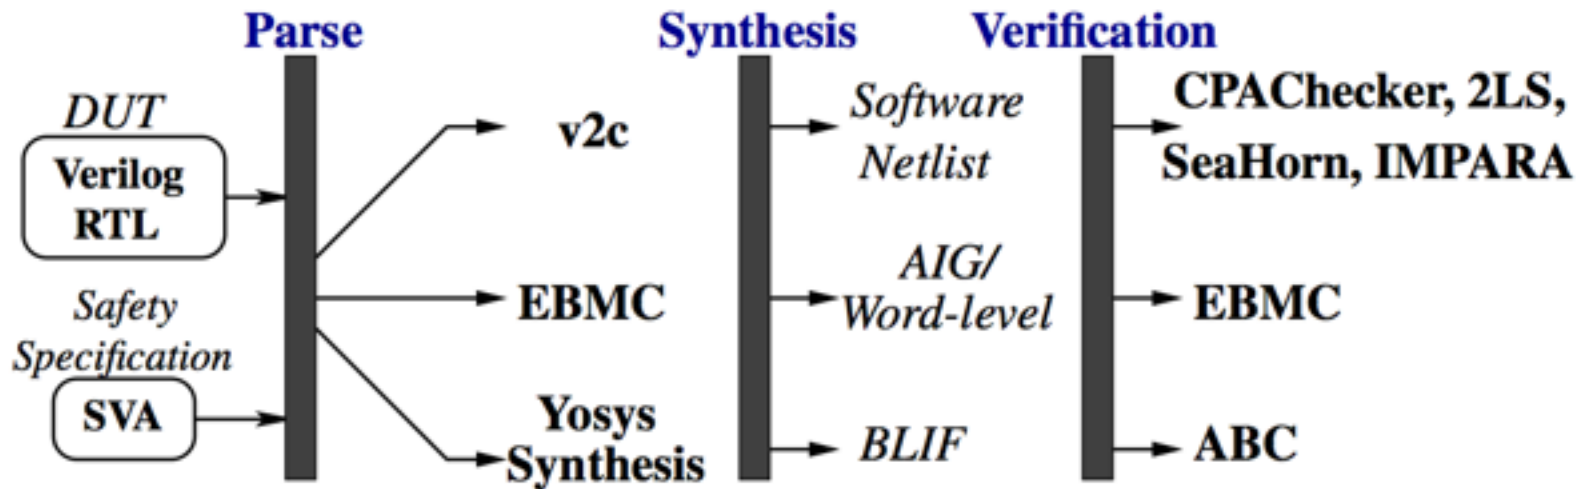 Parse
Synthesis
Verification
DUT
Verilog
RTL
Safety
Specification
SVA
v2c
EBMC
Yosys
Synthesis
Software
Netlist
AIG/
Word-level
BLIF
CPAChecker, 2LS,
SeaHorn, IMPARA
EBMC
ABC